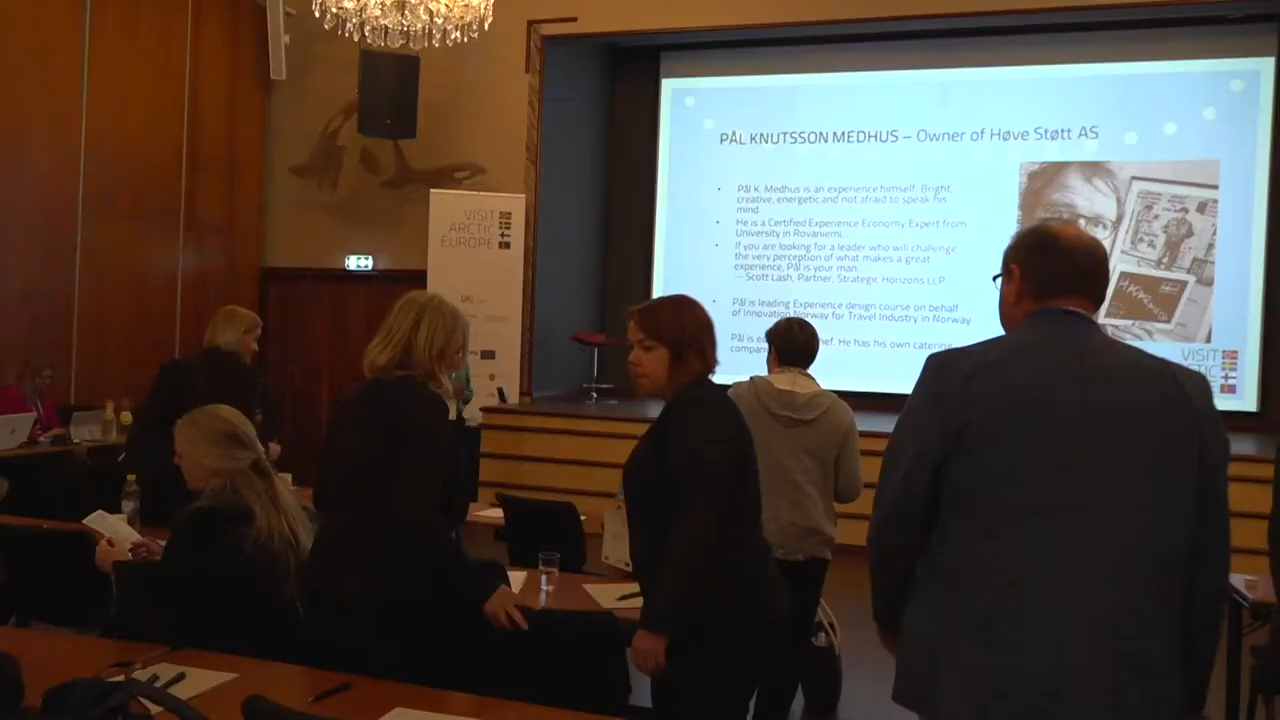 PÅL KNUTSSON MEDHUS – Owner of Høve Støtt AS
• Pål K. Medhus is an experience himself. Bright,
creative, energetic and not afraid to speak his
mind.
• He is a Certified Experience Economy Expert from
University in Rovaniemi.
• If you are looking for a leader who will challenge
the very perception of what makes a great
experience, Pål is your man.
-- Scott Lash, Partner, Strategic Horizons LLP
• Pål is leading Experience design course on behalf
of Innovation Norway for Travel Industry in Norway
Pål is hef. He has his own catering
company
VISIT
VISIT
ARCTIC
EUROPE